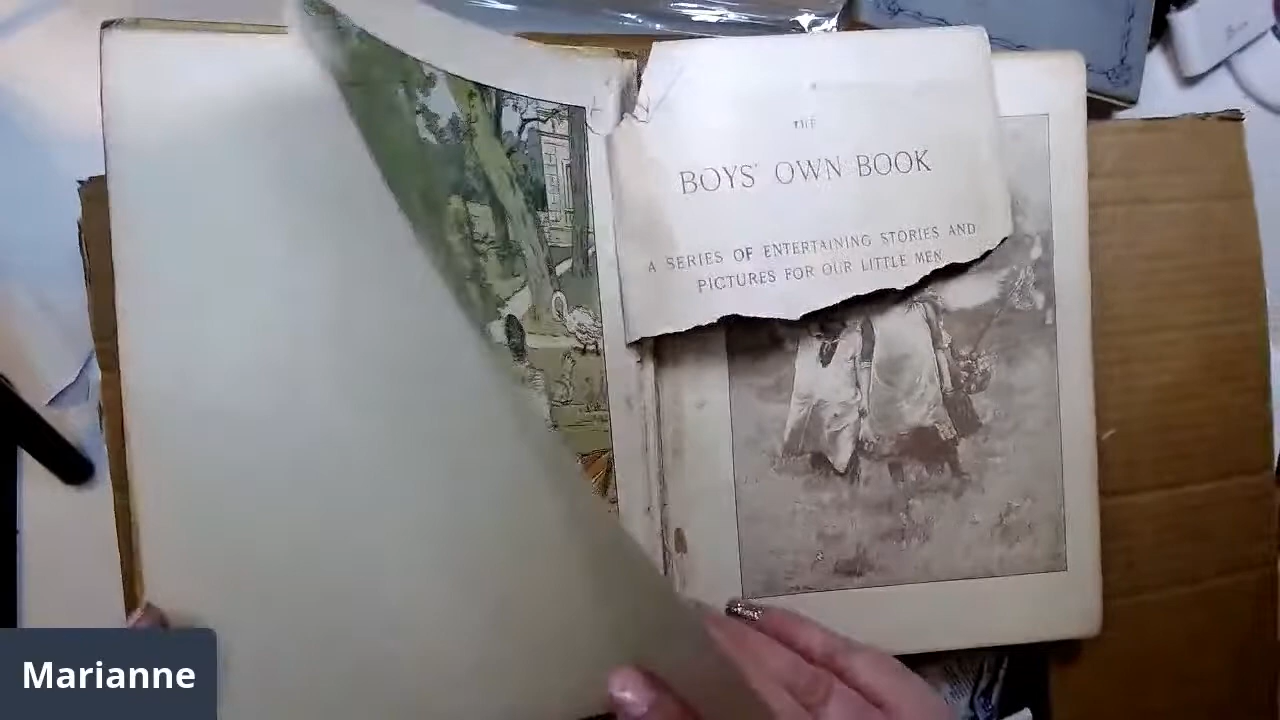 THE
BOYS' OWN BOOK
A SERIES OF ENTERTAINING STORIES AND
PICTURES FOR OUR LITTLE MEN
Marianne